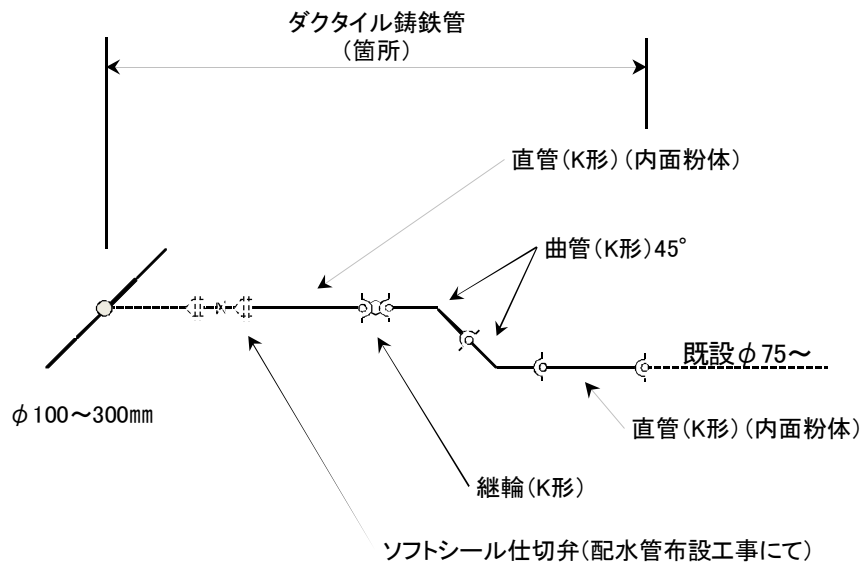 ダクタイル鋳鉄管
(箇所)
直管(K形)(内面粉体)
曲管(K形)45°
既設φ75～
φ100～300㎜
直管(K形)(内面粉体)
継輪(K形)
ソフトシール仕切弁(配水管布設工事にて)